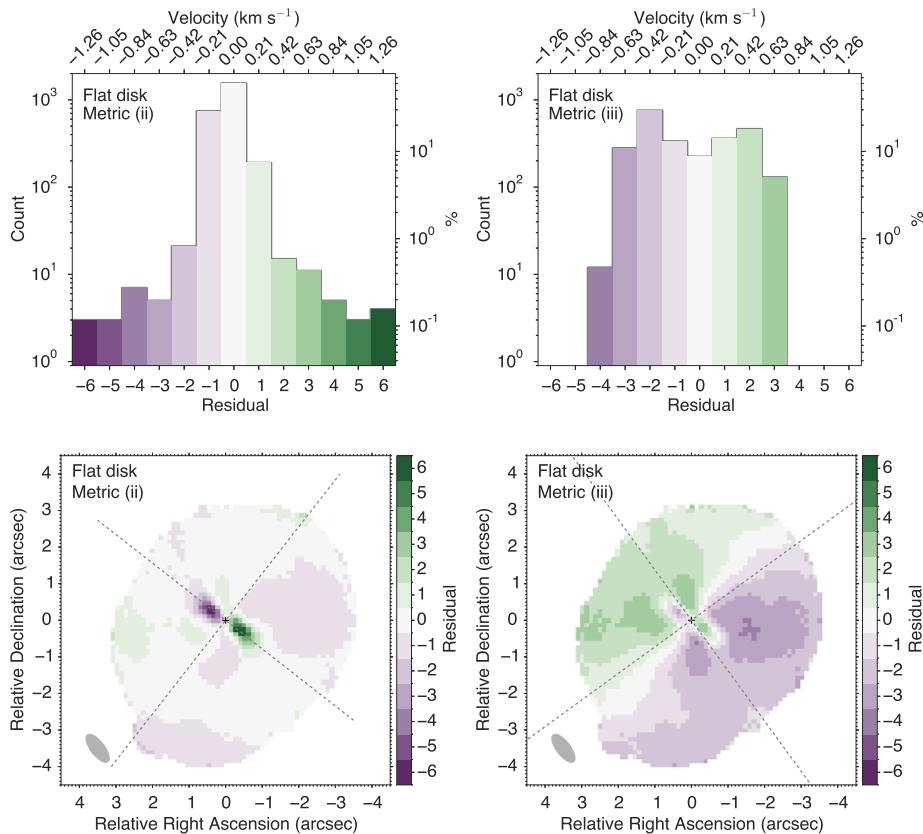 Velocity (km s⁻¹)
−1.26 −1.05 −0.84 −0.63 −0.42 −0.21 0.00 0.21 0.42 0.63 0.84 1.05 1.26
Flat disk
Metric (ii)
10³
10²
10¹
10⁰
Count
10¹
10⁰
10⁻¹
%
−6 −5 −4 −3 −2 −1 0 1 2 3 4 5 6
Residual
Velocity (km s⁻¹)
−1.26 −1.05 −0.84 −0.63 −0.42 −0.21 0.00 0.21 0.42 0.63 0.84 1.05 1.26
Flat disk
Metric (iii)
10³
10²
10¹
10⁰
Count
10¹
10⁰
10⁻¹
%
−6 −5 −4 −3 −2 −1 0 1 2 3 4 5 6
Residual
Flat disk
Metric (ii)
4
3
2
1
0
−1
−2
−3
−4
Relative Declination (arcsec)
4 3 2 1 0 −1 −2 −3 −4
Relative Right Ascension (arcsec)
6
5
4
3
2
1
0
−1
−2
−3
−4
−5
−6
Residual
Flat disk
Metric (iii)
4
3
2
1
0
−1
−2
−3
−4
Relative Declination (arcsec)
4 3 2 1 0 −1 −2 −3 −4
Relative Right Ascension (arcsec)
6
5
4
3
2
1
0
−1
−2
−3
−4
−5
−6
Residual